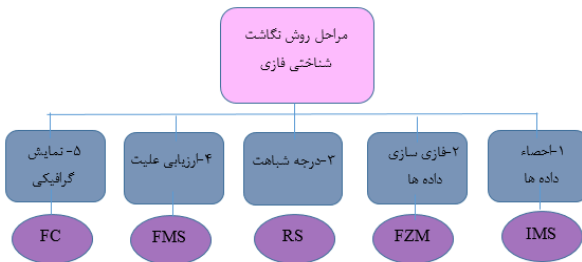 مراحل روش نگاشت
شناختی فازی
۱-احصاء
داده ها
۲-فازی سازی
داده ها
۳-درجه شباهت
۴-ارزیابی علیت
۵- نمایش
گرافیکی
IMS
FZM
RS
FMS
FC